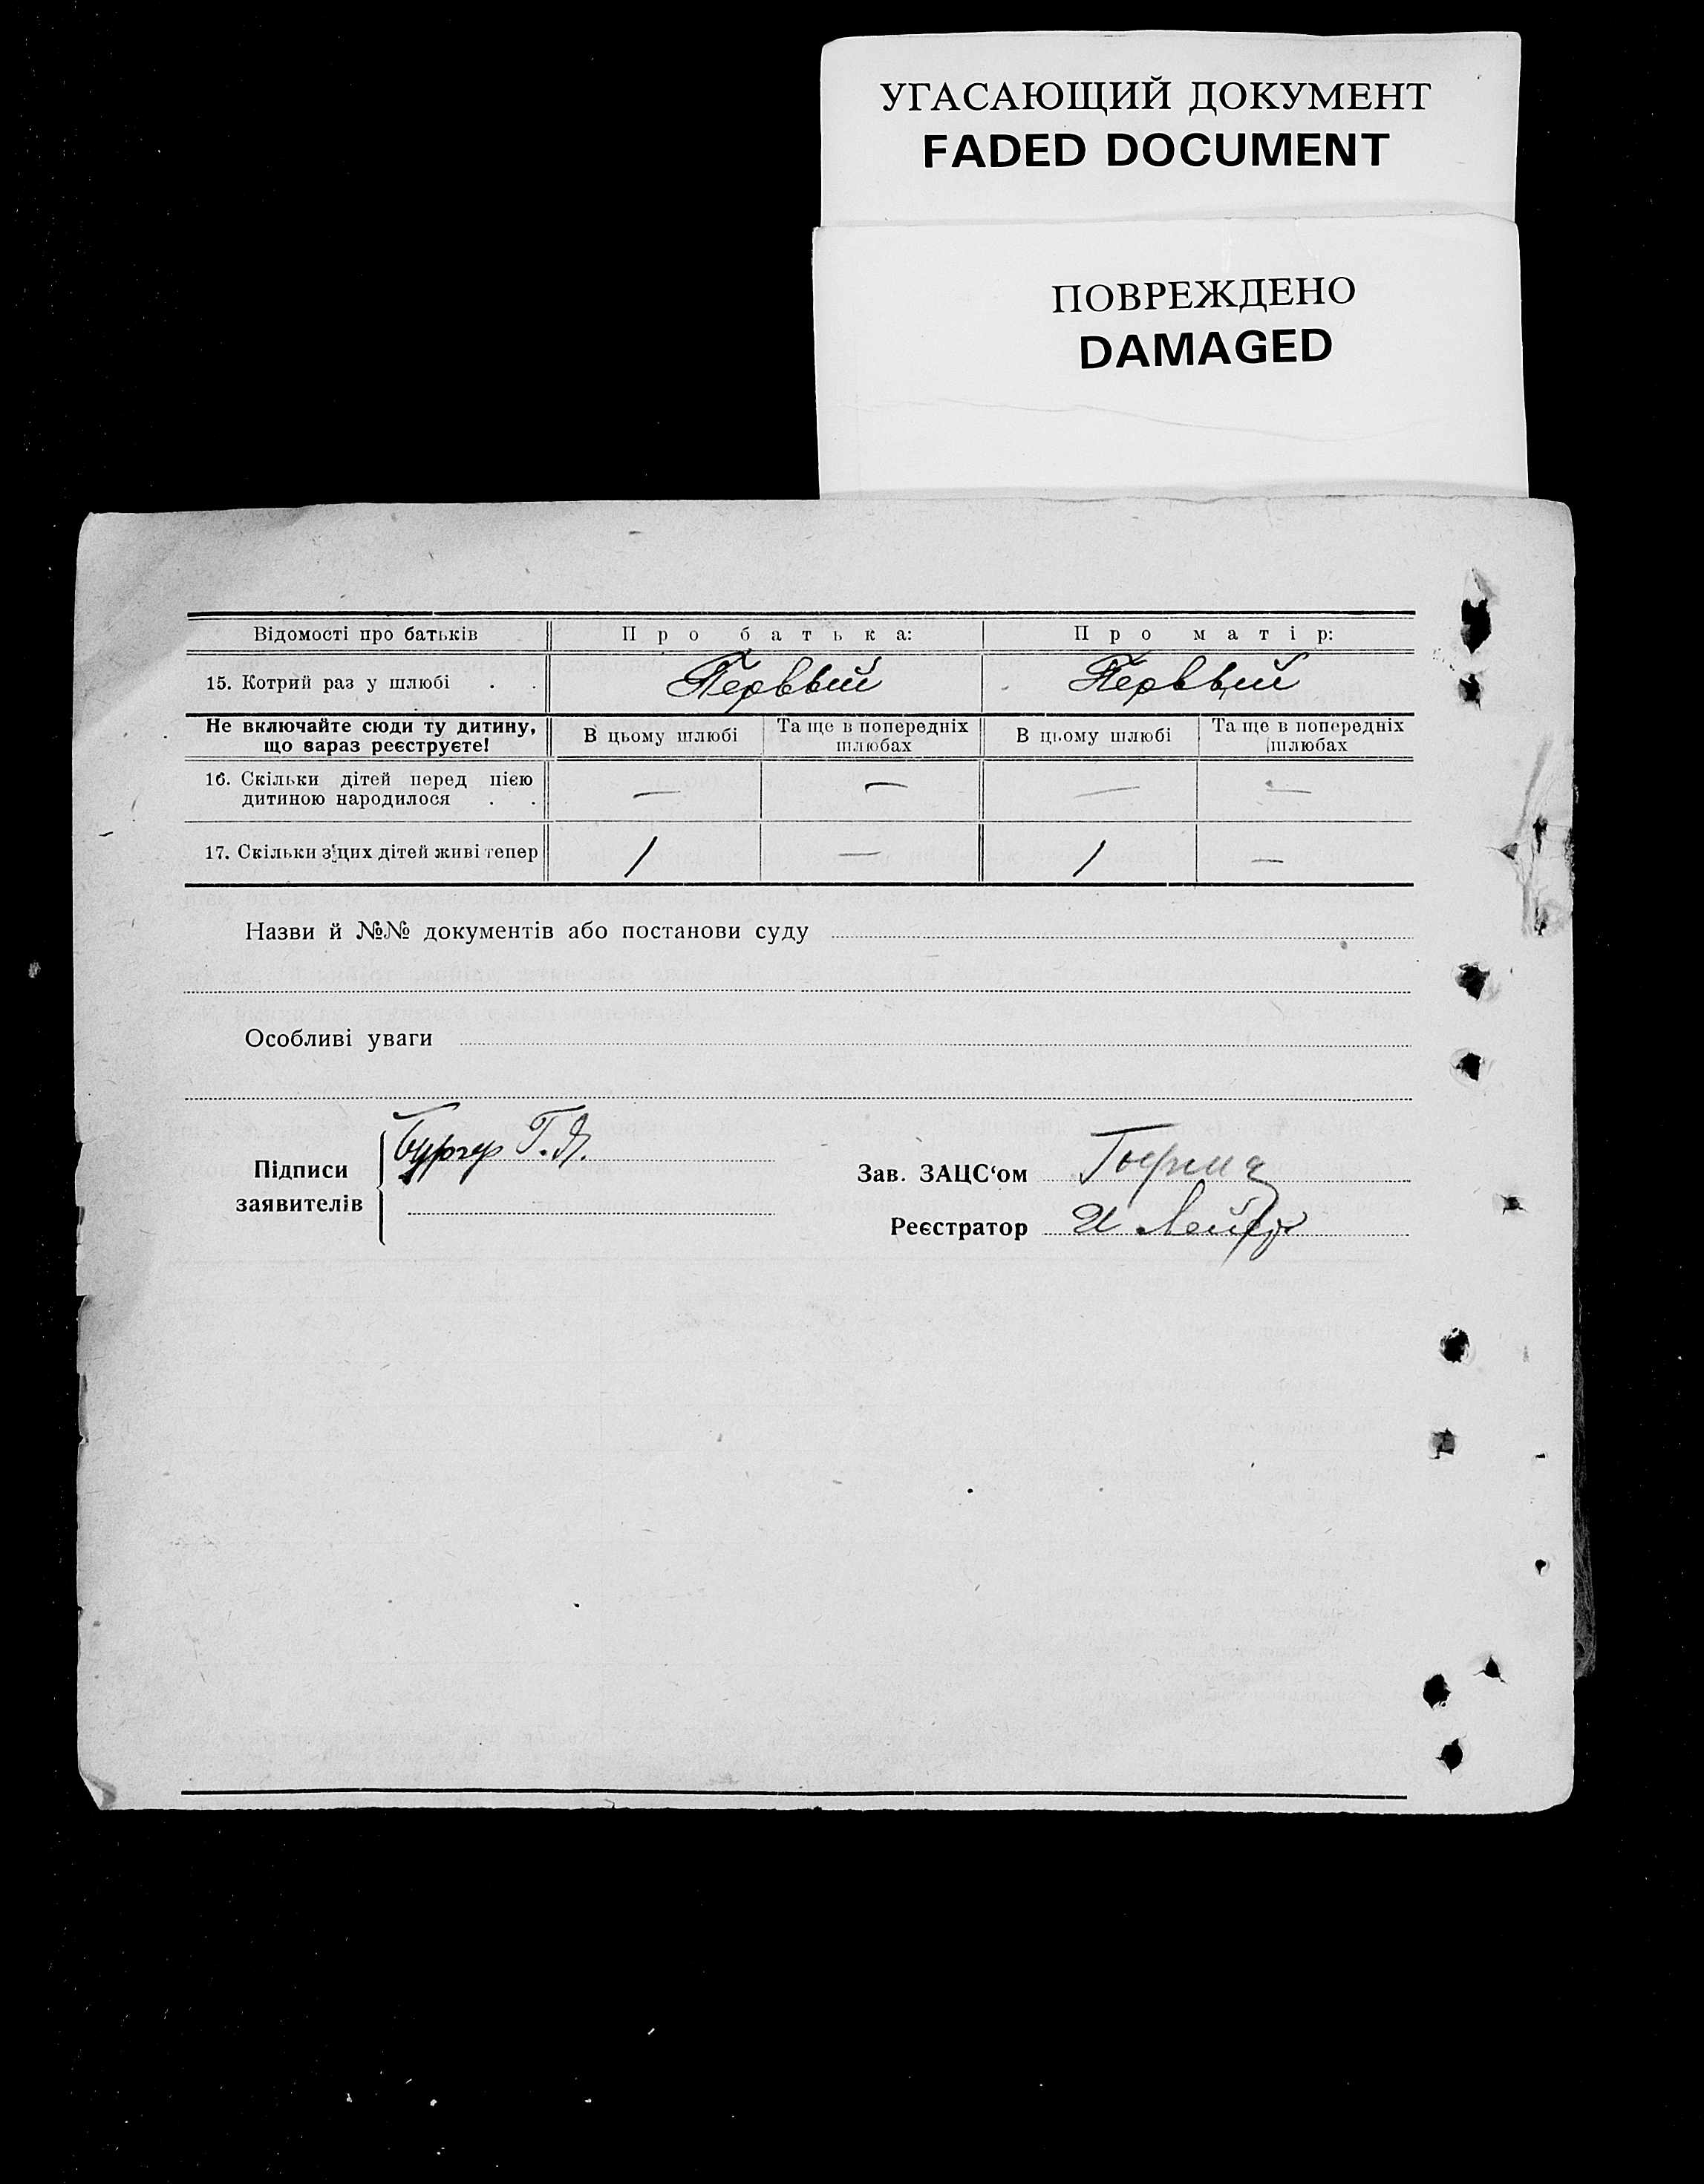 УГАСАЮЩИЙ ДОКУМЕНТ
FADED DOCUMENT
ПОВРЕЖДЕНО
DAMAGED
Відомості про батьків Про батька: Про матір:
15. Котрий раз у шлюбі . . Первый Первый
Не включайте сюди ту дитину, що вараз реєструєте! В цьому шлюбі Та ще в попередніх шлюбах В цьому шлюбі Та ще в попередніх шлюбах
16. Скільки дітей перед цією — — — —
дитиною народилося . .
17. Скільки з цих дітей живі тепер 1 — 1 —
Назви й №№ документів або постанови суду
Особливі уваги
Підписи заявителів Бургер Г. Я.
Зав. ЗАЦС‘ом
Реєстратор